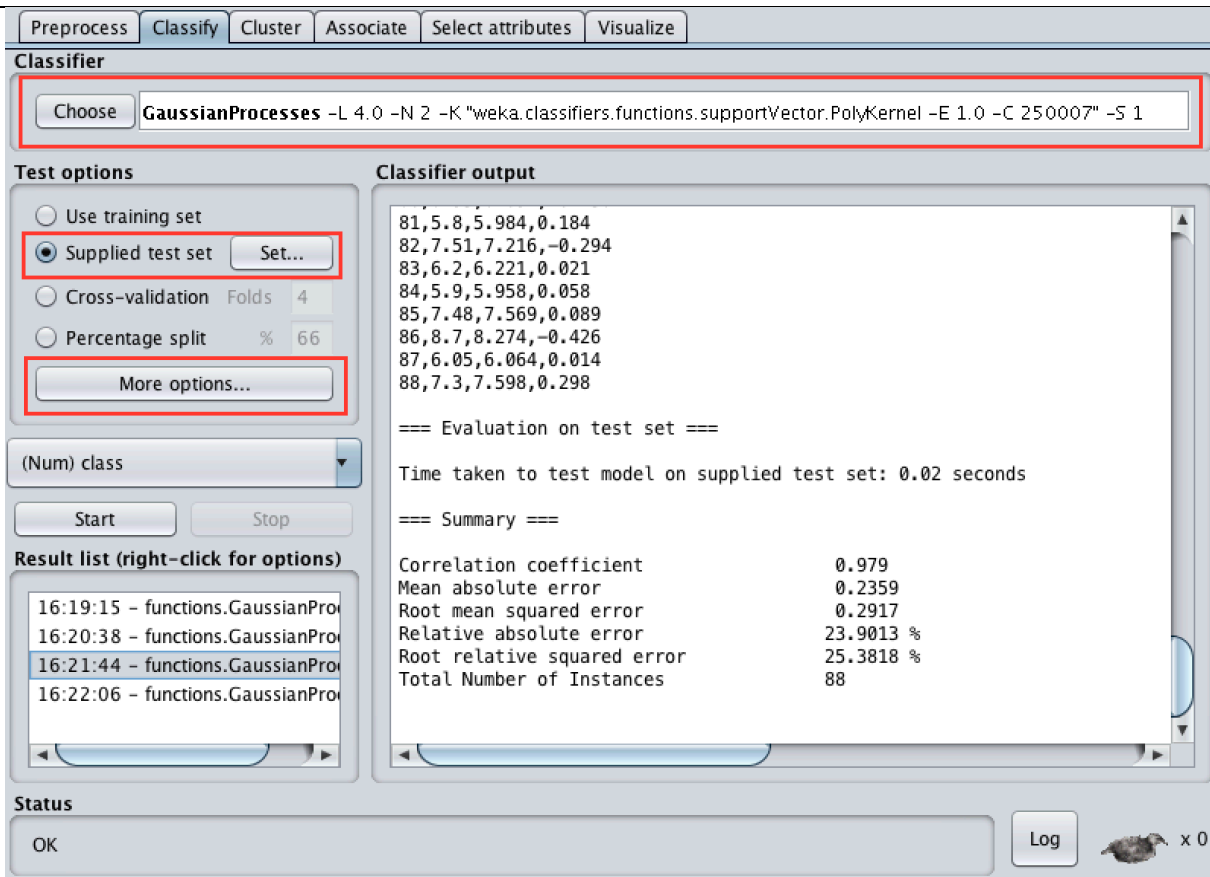 Preprocess Classify Cluster Associate Select attributes Visualize
Classifier
Choose GaussianProcesses -L 4.0 -N 2 -K "weka.classifiers.functions.supportVector.PolyKernel -E 1.0 -C 250007" -S 1
Test options
Use training set
Supplied test set Set...
Cross-validation Folds 4
Percentage split % 66
More options...
(Num) class
Start Stop
Result list (right-click for options)
16:19:15 - functions.GaussianPro
16:20:38 - functions.GaussianPro
16:21:44 - functions.GaussianPro
16:22:06 - functions.GaussianPro
Classifier output
81,5.8,5.984,0.184
82,7.51,7.216,-0.294
83,6.2,6.221,0.021
84,5.9,5.958,0.058
85,7.48,7.569,0.089
86,8.7,8.274,-0.426
87,6.05,6.064,0.014
88,7.3,7.598,0.298
=== Evaluation on test set ===
Time taken to test model on supplied test set: 0.02 seconds
=== Summary ===
Correlation coefficient 0.979
Mean absolute error 0.2359
Root mean squared error 0.2917
Relative absolute error 23.9013 %
Root relative squared error 25.3818 %
Total Number of Instances 88
Status
OK
Log x 0